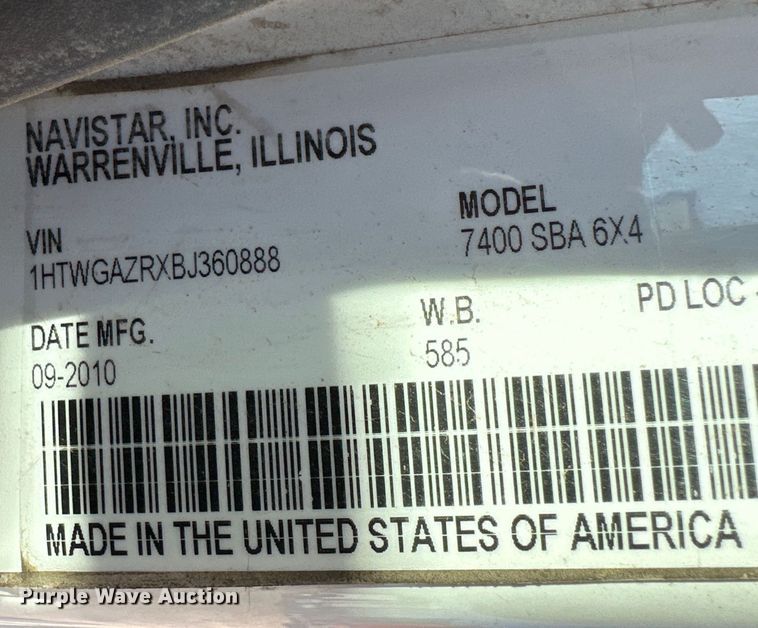 NAVISTAR, INC.
WARRENVILLE, ILLINOIS
VIN
1HTWGAZRXBJ360888
MODEL
7400 SBA 6X4
DATE MFG.
09-2010
W.B.
585
PD LOC -
MADE IN THE UNITED STATES OF AMERICA
Purple Wave Auction